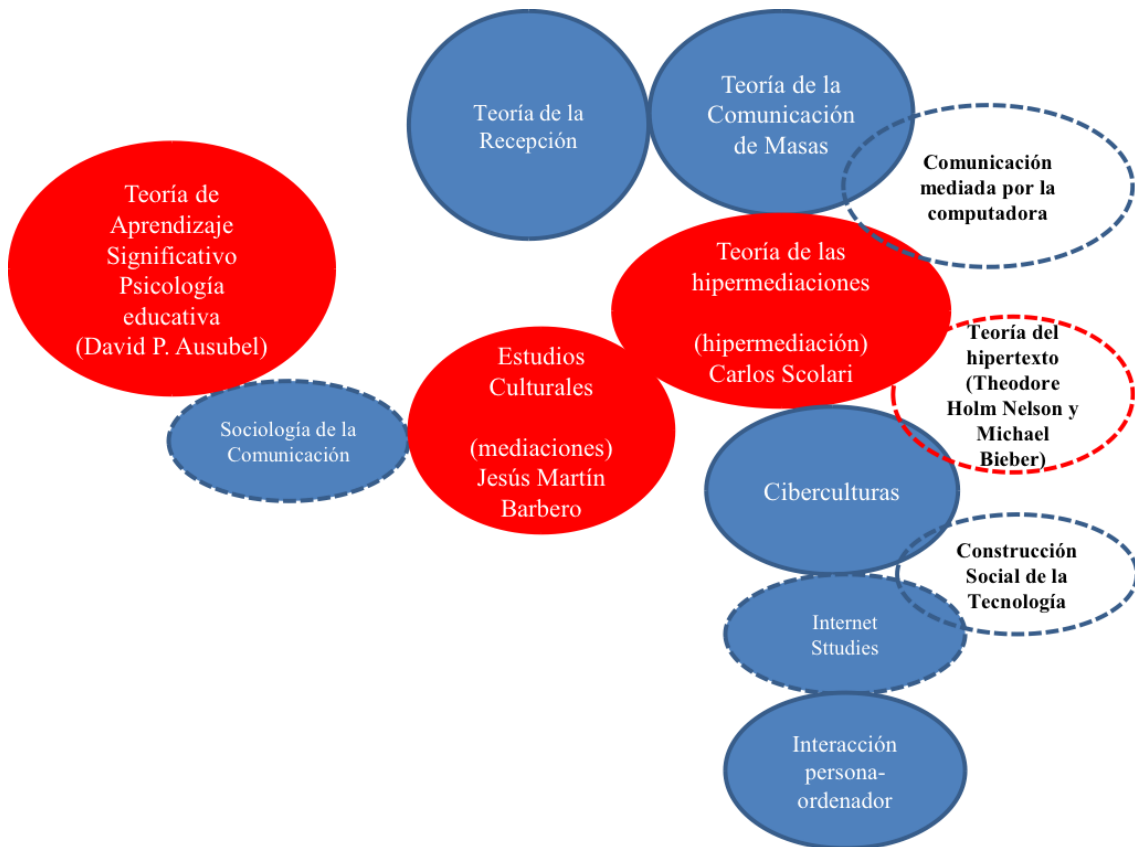 Teoría de la
Recepción
Teoría de la
Comunicación
de Masas
Comunicación
mediada por la
computadora
Teoría de
Aprendizaje
Significativo
Psicología
educativa
(David P. Ausubel)
Teoría de las
hipermediaciones
(hipermediación)
Carlos Scolari
Teoría del
hipertexto
(Theodore
Holm Nelson y
Michael
Bieber)
Estudios
Culturales
(mediaciones)
Jesús Martín
Barbero
Sociología de la
Comunicación
Ciberculturas
Construcción
Social de la
Tecnología
Internet
Sttudies
Interacción
persona-
ordenador